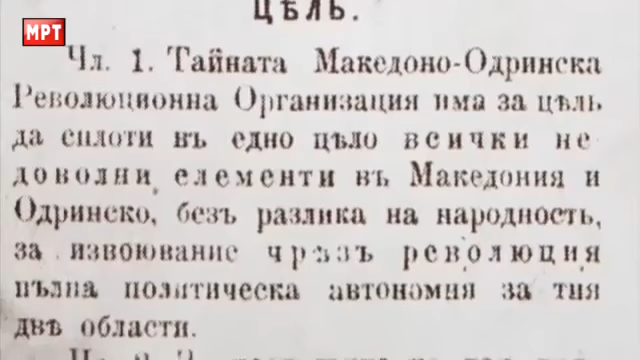 МРТ
ЦѢЛЬ.
Чл. 1. Тайната Македоно-Одринска
Революционна Организация има за цѣль
да сплоти въ едно цѣло всички не
доволни, елементи въ Македония и
Одринско, безъ разлика на народность,
за извоювание чрѣзъ революция
пълна политическа автономия за тия
двѣ области.